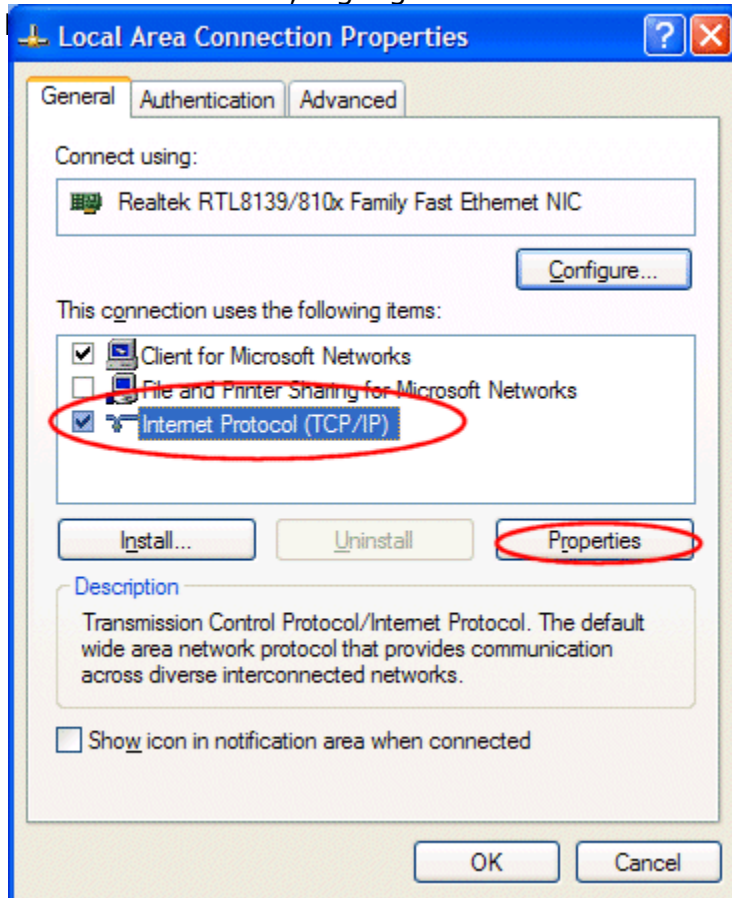 Local Area Connection Properties
General Authentication Advanced
Connect using:
Realtek RTL8139/810x Family Fast Ethernet NIC
Configure...
This connection uses the following items:
Client for Microsoft Networks
File and Printer Sharing for Microsoft Networks
Internet Protocol (TCP/IP)
Install... Uninstall Properties
Description
Transmission Control Protocol/Internet Protocol. The default
wide area network protocol that provides communication
across diverse interconnected networks.
Show icon in notification area when connected
OK Cancel